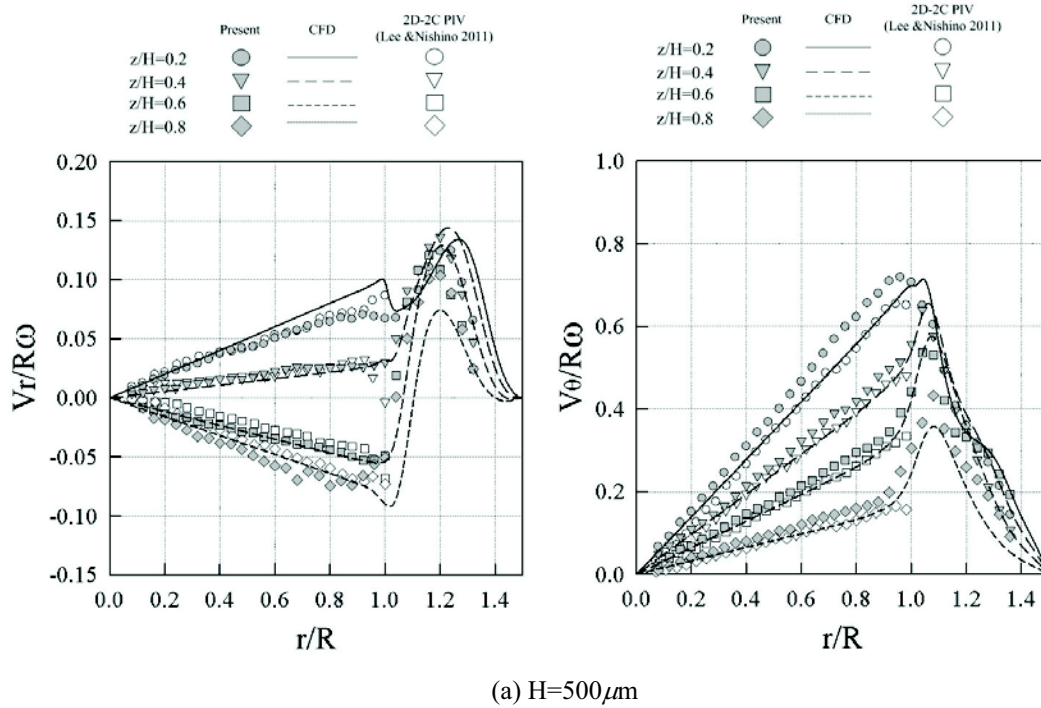 Present CFD 2D-2C PIV
(Lee &Nishino 2011)
z/H=0.2
z/H=0.4
z/H=0.6
z/H=0.8
0.20
0.15
0.10
0.05
0.00
-0.05
-0.10
-0.15
Vr/Rω
0.0 0.2 0.4 0.6 0.8 1.0 1.2 1.4
r/R
Present CFD 2D-2C PIV
(Lee &Nishino 2011)
z/H=0.2
z/H=0.4
z/H=0.6
z/H=0.8
1.0
0.8
0.6
0.4
0.2
0.0
Vθ/Rω
0.0 0.2 0.4 0.6 0.8 1.0 1.2 1.4
r/R
(a) H=500μm